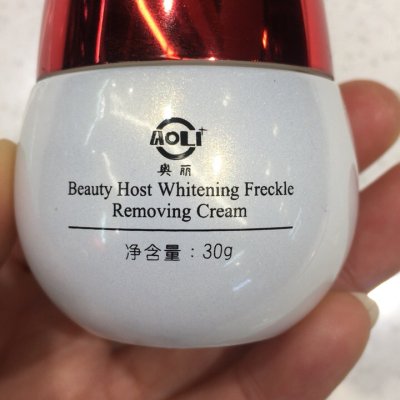 AOLI
奥丽
Beauty Host Whitening Freckle
Removing Cream
净含量：30g